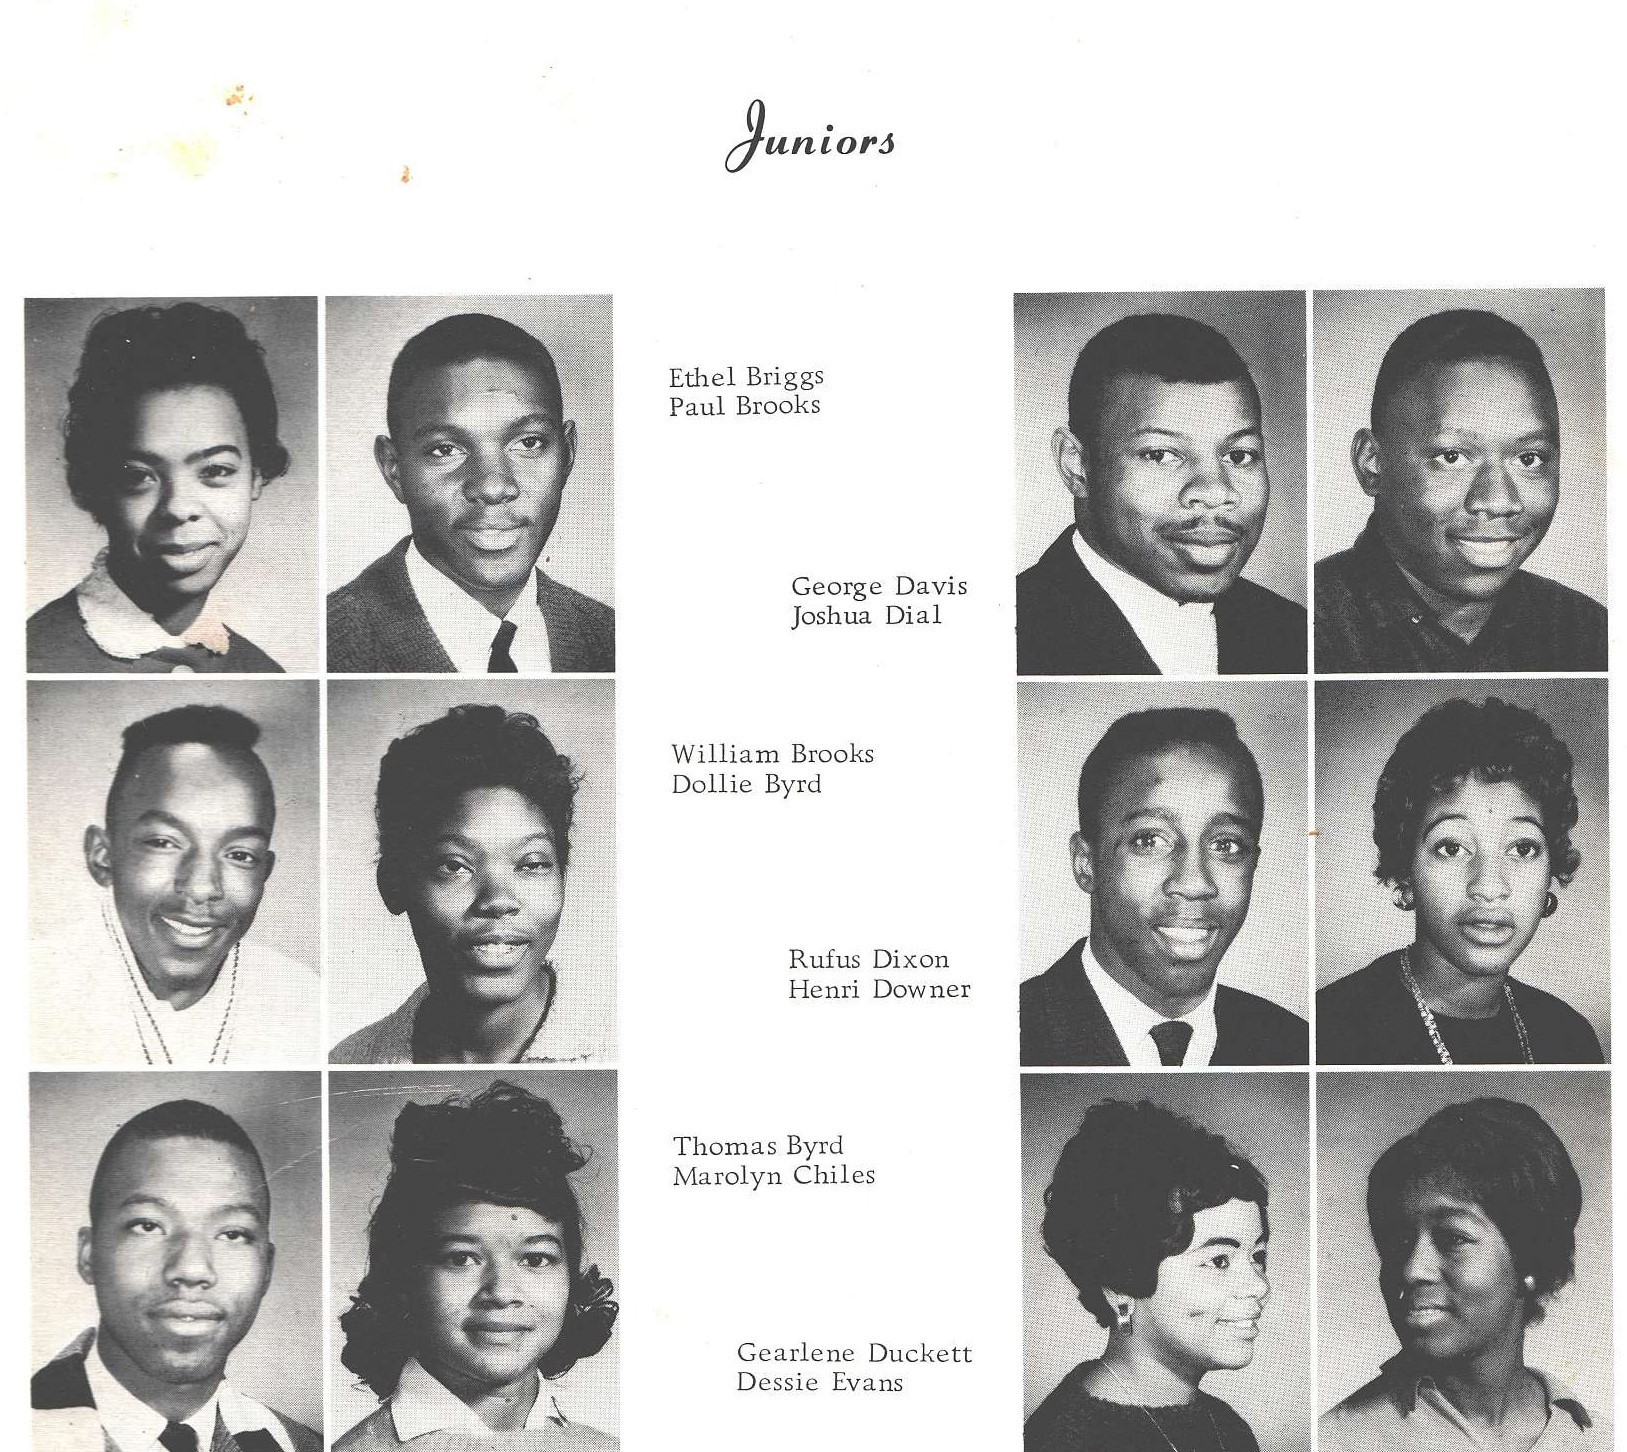 Juniors
Ethel Briggs
Paul Brooks
George Davis
Joshua Dial
William Brooks
Dollie Byrd
Rufus Dixon
Henri Downer
Thomas Byrd
Marolyn Chiles
Gearlene Duckett
Dessie Evans